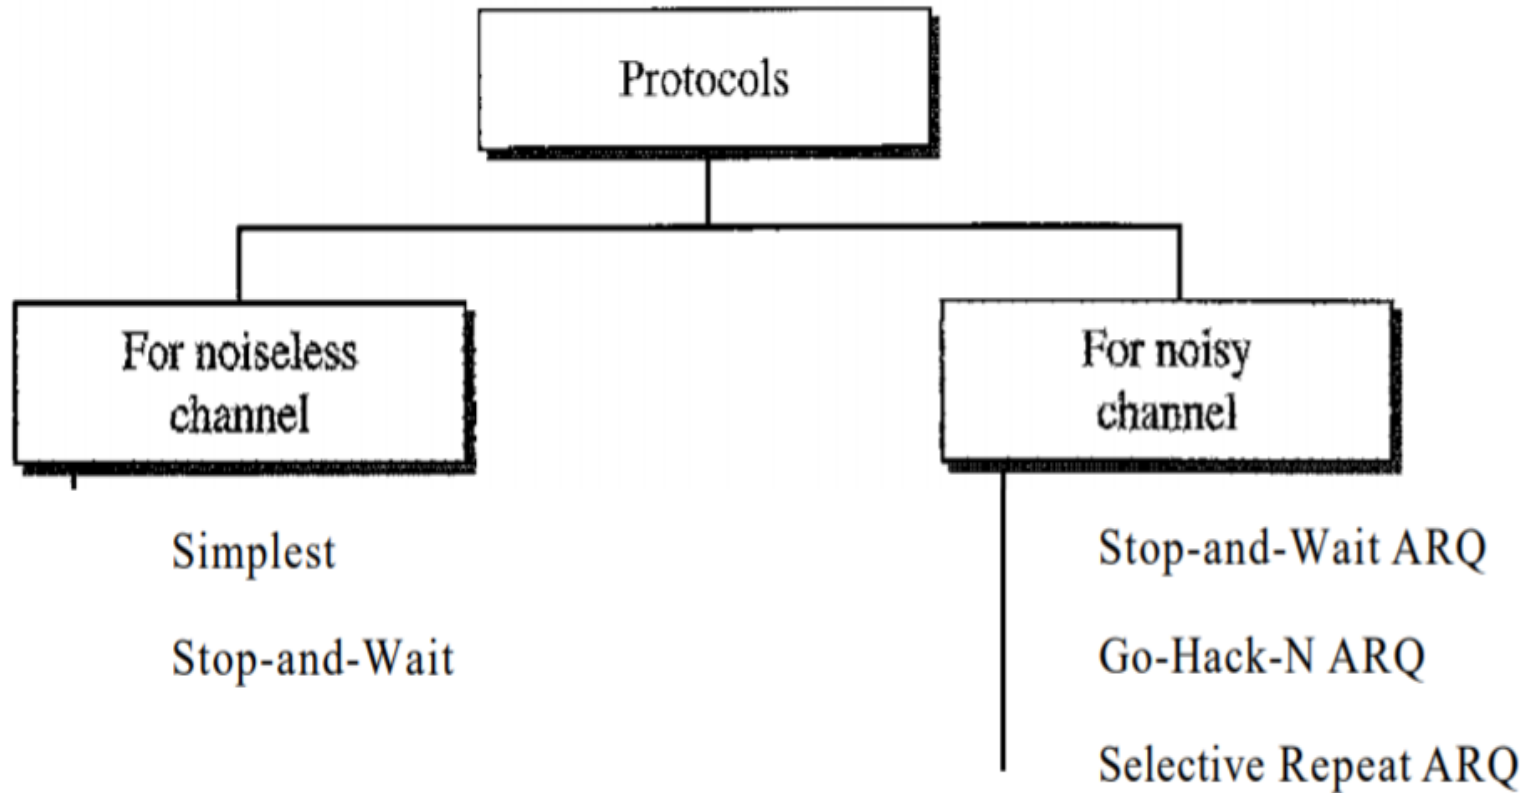 Protocols
For noiseless
channel
For noisy
channel
Simplest
Stop-and-Wait
Stop-and-Wait ARQ
Go-Hack-N ARQ
Selective Repeat ARQ